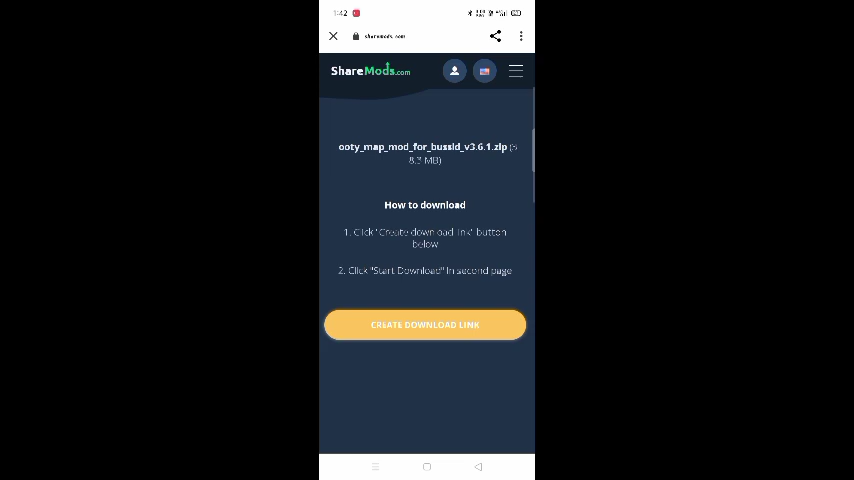 1:42
sharemods.com
ShareMods.com
ooty_map_mod_for_bussid_v3.6.1.zip (3
8.3 MB)
How to download
1. Click "Create download link" button
below
2. Click "Start Download" in second page
CREATE DOWNLOAD LINK